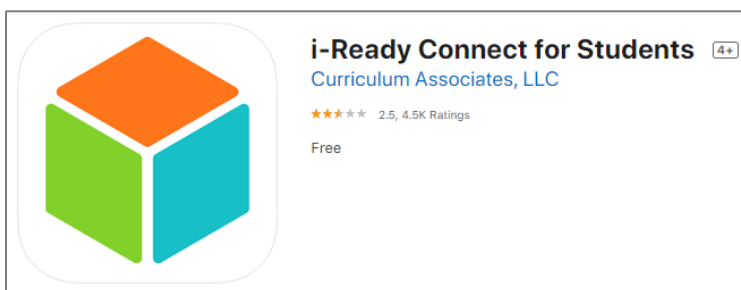 i-Ready Connect for Students 4+
Curriculum Associates, LLC
2.5, 4.5K Ratings
Free